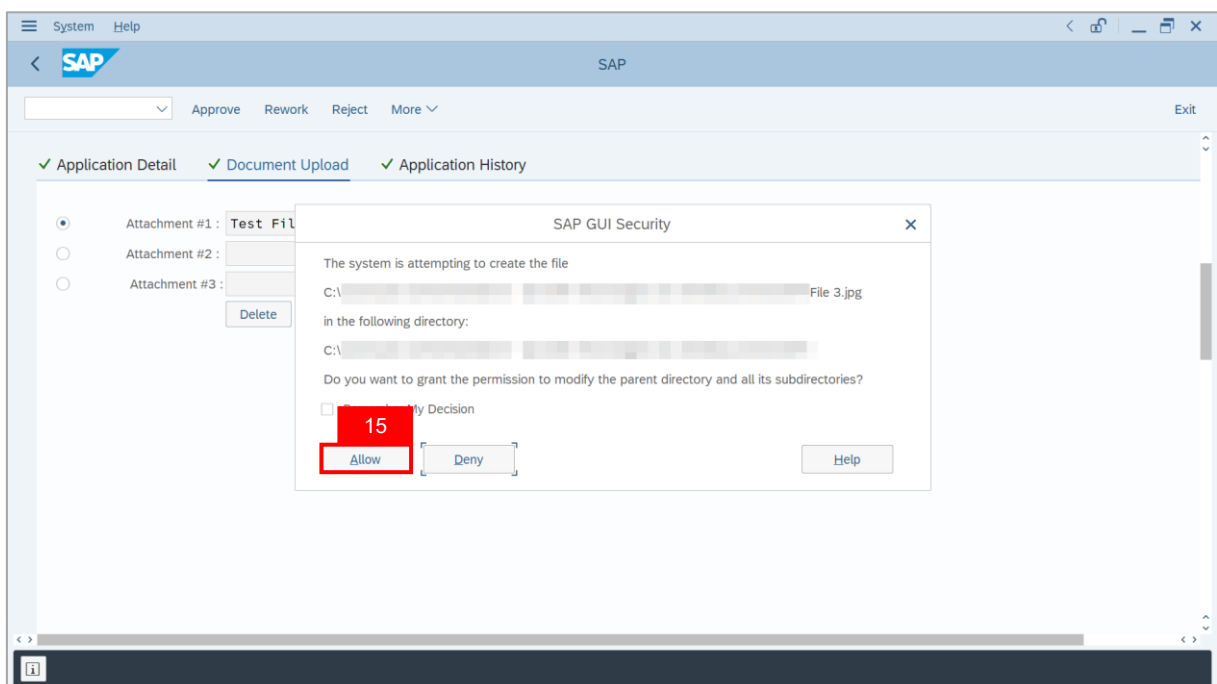 System Help
SAP SAP
Approve Rework Reject More Exit
Application Detail Document Upload Application History
Attachment #1 : Test Fil
Attachment #2 :
Attachment #3 :
Delete
SAP GUI Security
The system is attempting to create the file
C:\ File 3.jpg
in the following directory:
C:\
Do you want to grant the permission to modify the parent directory and all its subdirectories?
My Decision
15
Allow Deny Help